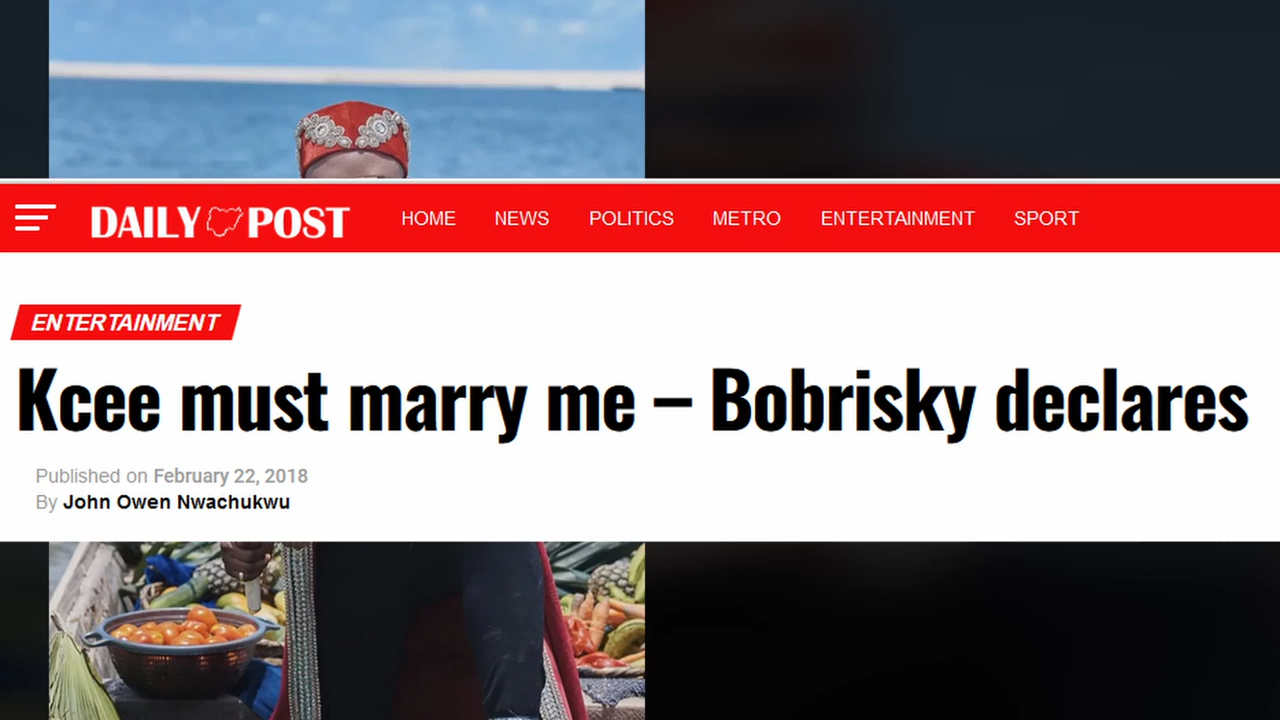 DAILY POST HOME NEWS POLITICS METRO ENTERTAINMENT SPORT
ENTERTAINMENT
Kcee must marry me – Bobrisky declares
Published on February 22, 2018
By John Owen Nwachukwu